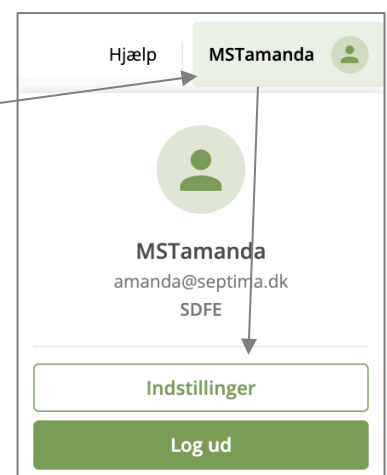 Hjælp MSTamanda
MSTamanda
amanda@septima.dk
SDFE
Indstillinger
Log ud